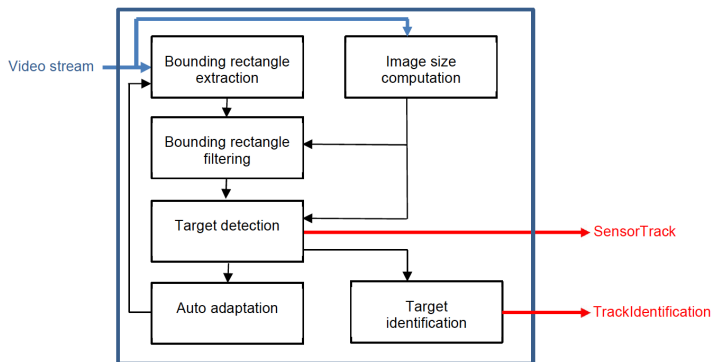 Video stream
Bounding rectangle
extraction
Image size
computation
Bounding rectangle
filtering
Target detection
SensorTrack
Auto adaptation
Target
identification
TrackIdentification